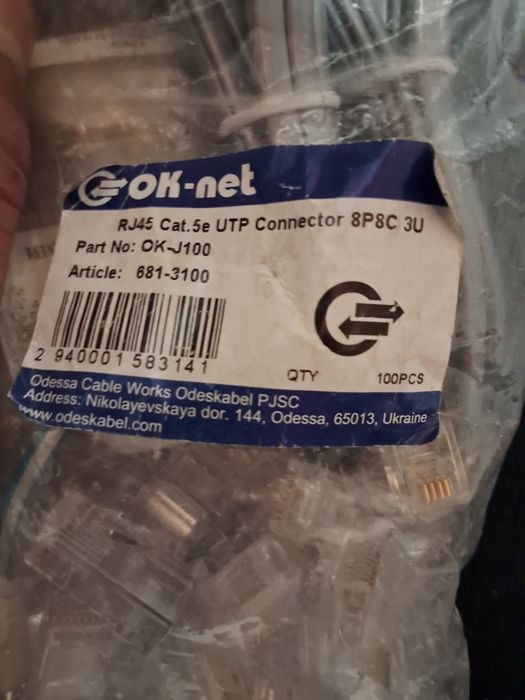 OK-net
RJ45 Cat.5e UTP Connector 8P8C 3U
Part No: OK-J100
Article: 681-3100
2 940001 583141
QTY 100PCS
Odessa Cable Works Odeskabel PJSC
Address: Nikolayevskaya dor. 144, Odessa, 65013, Ukraine
www.odeskabel.com